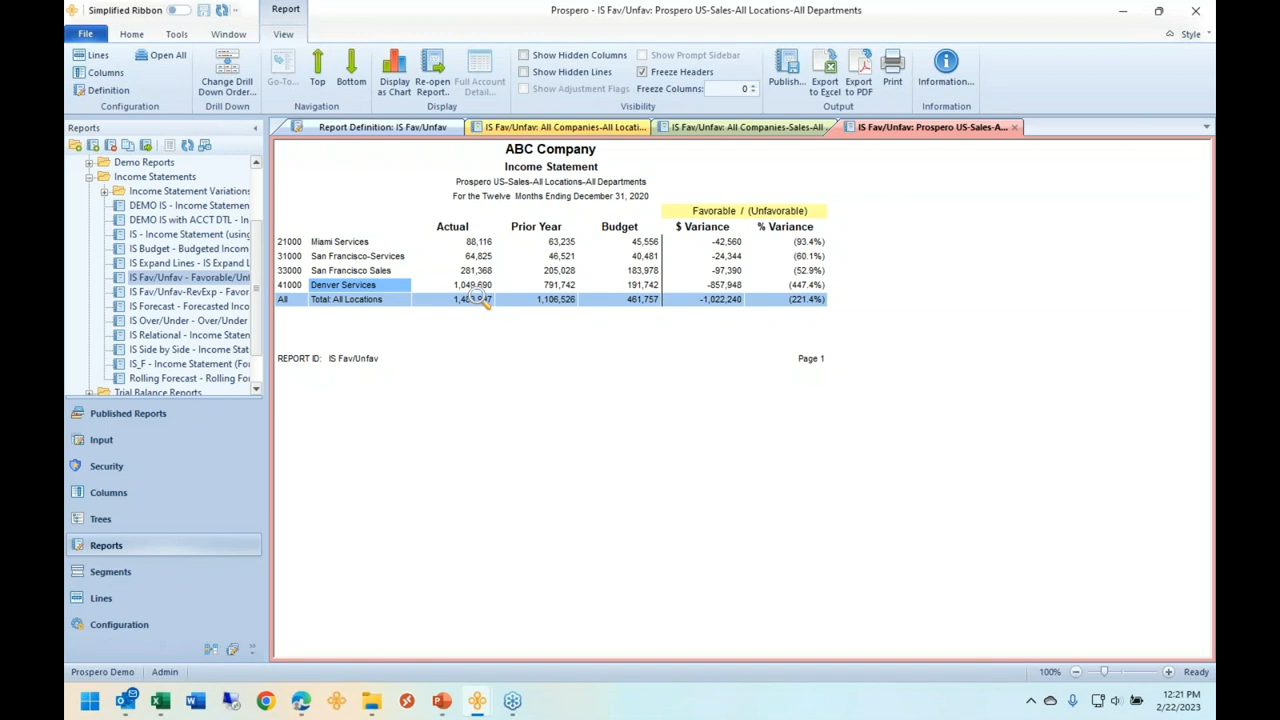 Simplified Ribbon
Report
Prospero - IS Fav/Unfav: Prospero US-Sales-All Locations-All Departments
File Home Tools Window View
Style
Lines
Columns
Definition
Open All
Configuration
Change Drill
Down Order...
Drill Down
Go-To...
Top
Bottom
Navigation
Display
as Chart
Re-open
Report..
Full Account
Detail...
Display
Show Hidden Columns
Show Hidden Lines
Show Adjustment Flags
Show Prompt Sidebar
Freeze Headers
Freeze Columns: 0
Visibility
Publish...
Export
to Excel
Export
to PDF
Print
Output
Information...
Information
Reports
Report Definition: IS Fav/Unfav
IS Fav/Unfav: All Companies-All Locati...
IS Fav/Unfav: All Companies-Sales-All ...
IS Fav/Unfav: Prospero US-Sales-A...
Demo Reports
Income Statements
Income Statement Variations
DEMO IS - Income Statemen
DEMO IS with ACCT DTL - In
IS - Income Statement (using
IS Budget - Budgeted Incom
IS Expand Lines - IS Expand L
IS Fav/Unfav - Favorable/Unf
IS Fav/Unfav-RevExp - Favor
IS Forecast - Forecasted Inco
IS Over/Under - Over/Under
IS Relational - Income Staten
IS Side by Side - Income Stat
IS_F - Income Statement (Fo
Rolling Forecast - Rolling For
Trial Balance Reports
Published Reports
Input
Security
Columns
Trees
Reports
Segments
Lines
Configuration
ABC Company
Income Statement
Prospero US-Sales-All Locations-All Departments
For the Twelve Months Ending December 31, 2020
Favorable / (Unfavorable)
Actual Prior Year Budget $ Variance % Variance
21000 Miami Services 88,116 63,235 45,556 -42,560 (93.4%)
31000 San Francisco-Services 64,825 46,521 40,481 -24,344 (60.1%)
33000 San Francisco Sales 281,368 205,028 183,978 -97,390 (52.9%)
41000 Denver Services 1,049,690 791,742 191,742 -857,948 (447.4%)
All Total: All Locations 1,106,526 461,757 -1,022,240 (221.4%)
REPORT ID: IS Fav/Unfav Page 1
Prospero Demo Admin
100% Ready
12:21 PM
2/22/2023